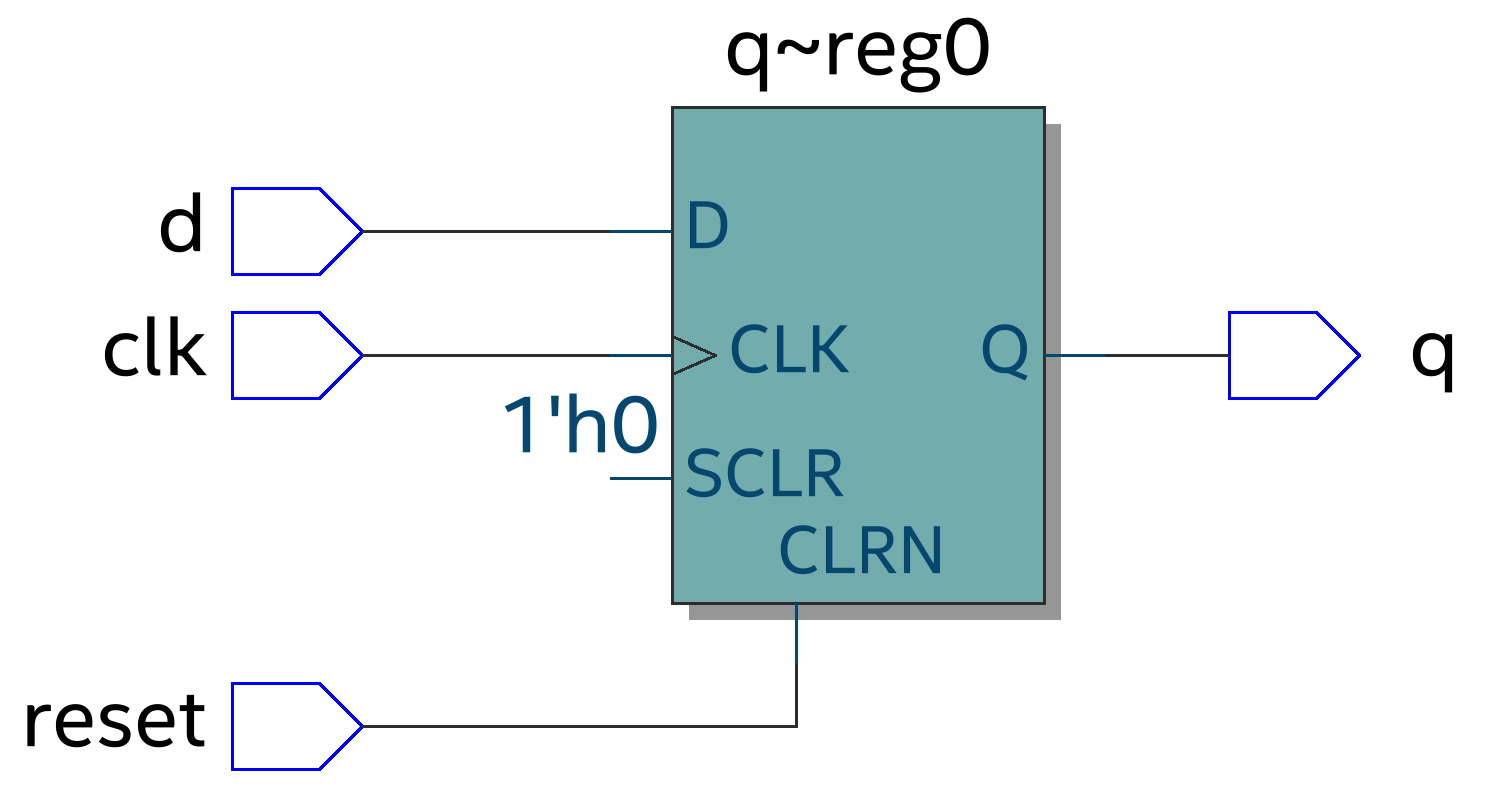 q~reg0
d
D
clk
CLK
Q
q
1'h0
SCLR
CLRN
reset